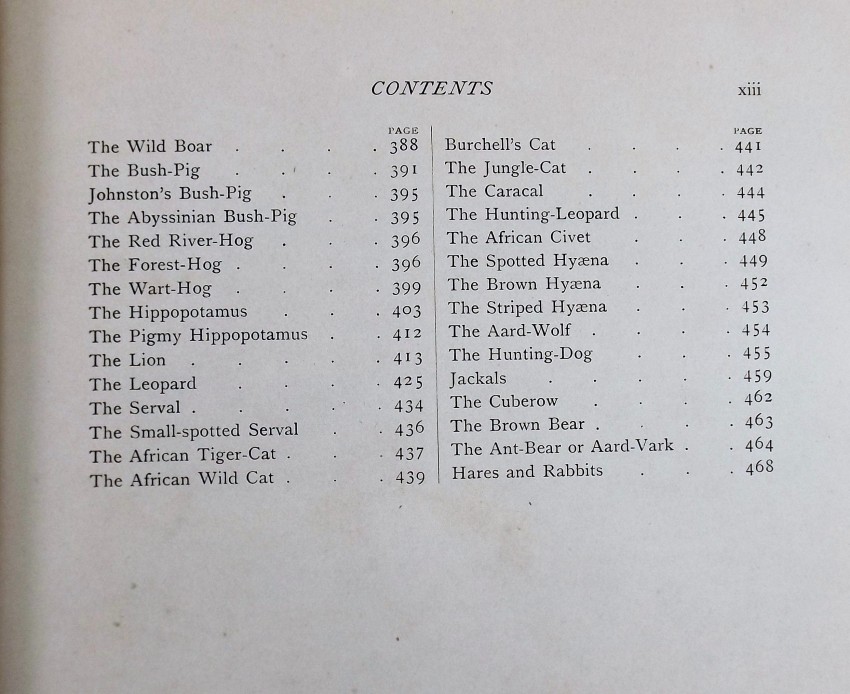 CONTENTS xiii
PAGE
The Wild Boar . . . . 388
The Bush-Pig . . . . 391
Johnston's Bush-Pig . . . 395
The Abyssinian Bush-Pig . . 395
The Red River-Hog . . . 396
The Forest-Hog . . . . 396
The Wart-Hog . . . . 399
The Hippopotamus . . . 403
The Pigmy Hippopotamus . . 412
The Lion . . . . . 413
The Leopard . . . . 425
The Serval . . . . . 434
The Small-spotted Serval . . 436
The African Tiger-Cat . . . 437
The African Wild Cat . . . 439
PAGE
Burchell's Cat . . . . 441
The Jungle-Cat . . . . 442
The Caracal . . . . 444
The Hunting-Leopard . . . 445
The African Civet . . . 448
The Spotted Hyæna . . . 449
The Brown Hyæna . . . 452
The Striped Hyæna . . . 453
The Aard-Wolf . . . . 454
The Hunting-Dog . . . 455
Jackals . . . . . 459
The Cuberow . . . . 462
The Brown Bear . . . . 463
The Ant-Bear or Aard-Vark . . 464
Hares and Rabbits . . . 468